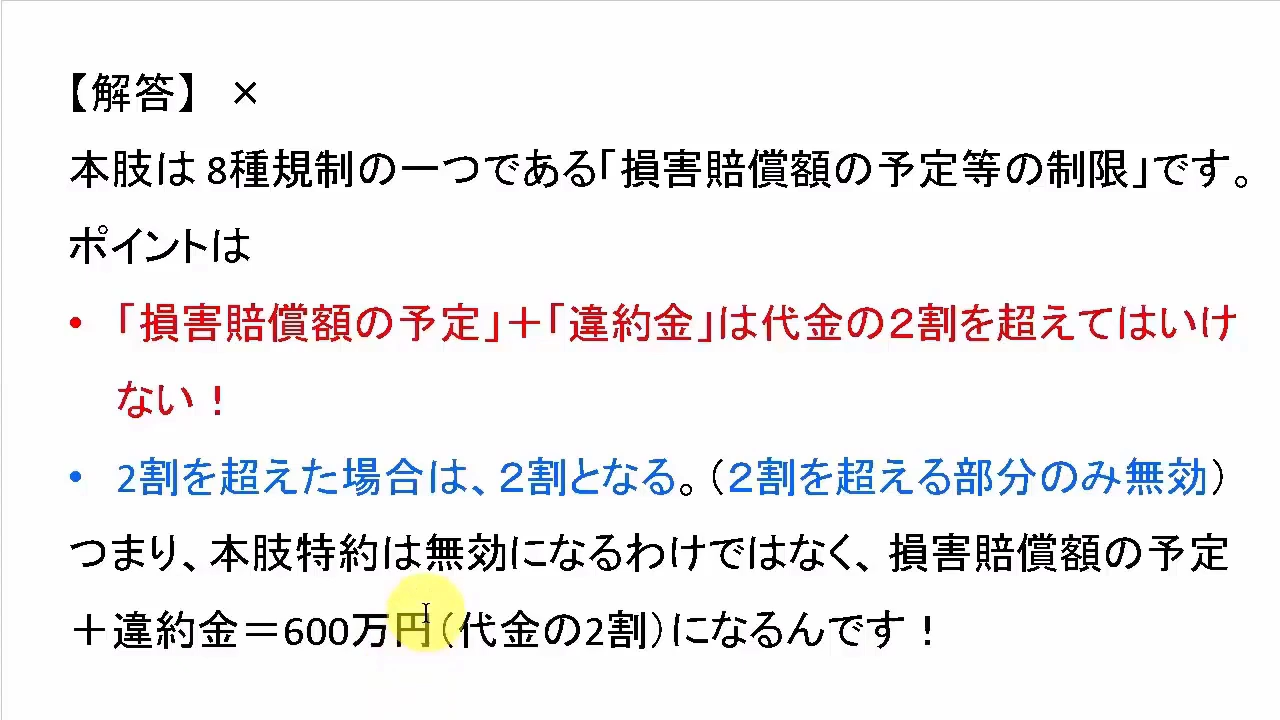 【解答】 ×
本肢は 8種規制の一つである「損害賠償額の予定等の制限」です。
ポイントは
• 「損害賠償額の予定」＋「違約金」は代金の２割を超えてはいけ
ない！
• 2割を超えた場合は、２割となる。（２割を超える部分のみ無効）
つまり、本肢特約は無効になるわけではなく、損害賠償額の予定
＋違約金＝600万円（代金の2割）になるんです！